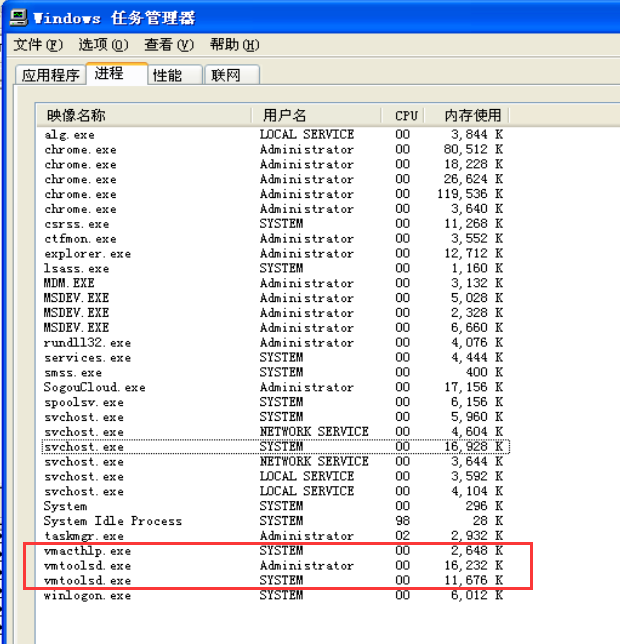 Windows 任务管理器
文件(F) 选项(O) 查看(V) 帮助(H)
应用程序 进程 性能 联网
映像名称 用户名 CPU 内存使用
alg.exe LOCAL SERVICE 00 3,844 K
chrome.exe Administrator 00 80,512 K
chrome.exe Administrator 00 18,228 K
chrome.exe Administrator 00 26,624 K
chrome.exe Administrator 00 119,536 K
chrome.exe Administrator 00 3,640 K
csrss.exe SYSTEM 00 11,268 K
ctfmon.exe Administrator 00 3,552 K
explorer.exe Administrator 00 12,712 K
lsass.exe SYSTEM 00 1,160 K
MDM.EXE Administrator 00 3,132 K
MSDEV.EXE Administrator 00 5,028 K
MSDEV.EXE Administrator 00 2,328 K
MSDEV.EXE Administrator 00 6,660 K
rundll32.exe Administrator 00 4,076 K
services.exe SYSTEM 00 4,444 K
smss.exe SYSTEM 00 400 K
SogouCloud.exe Administrator 00 17,156 K
spoolsv.exe SYSTEM 00 6,156 K
svchost.exe SYSTEM 00 5,960 K
svchost.exe NETWORK SERVICE 00 4,604 K
svchost.exe SYSTEM 00 16,928 K
svchost.exe NETWORK SERVICE 00 3,644 K
svchost.exe LOCAL SERVICE 00 3,592 K
svchost.exe LOCAL SERVICE 00 4,104 K
System SYSTEM 00 296 K
System Idle Process SYSTEM 98 28 K
taskmgr.exe Administrator 02 2,932 K
vmacthlp.exe SYSTEM 00 2,648 K
vmtoolsd.exe Administrator 00 16,232 K
vmtoolsd.exe SYSTEM 00 11,676 K
winlogon.exe SYSTEM 00 6,012 K